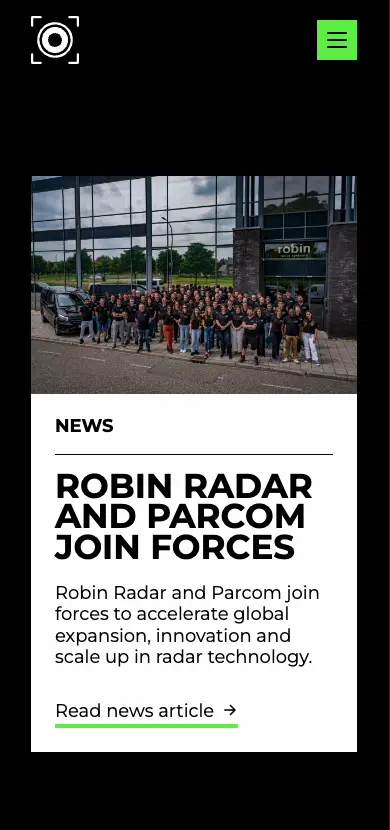 robin
NEWS
ROBIN RADAR
AND PARCOM
JOIN FORCES
Robin Radar and Parcom join
forces to accelerate global
expansion, innovation and
scale up in radar technology.
Read news article →